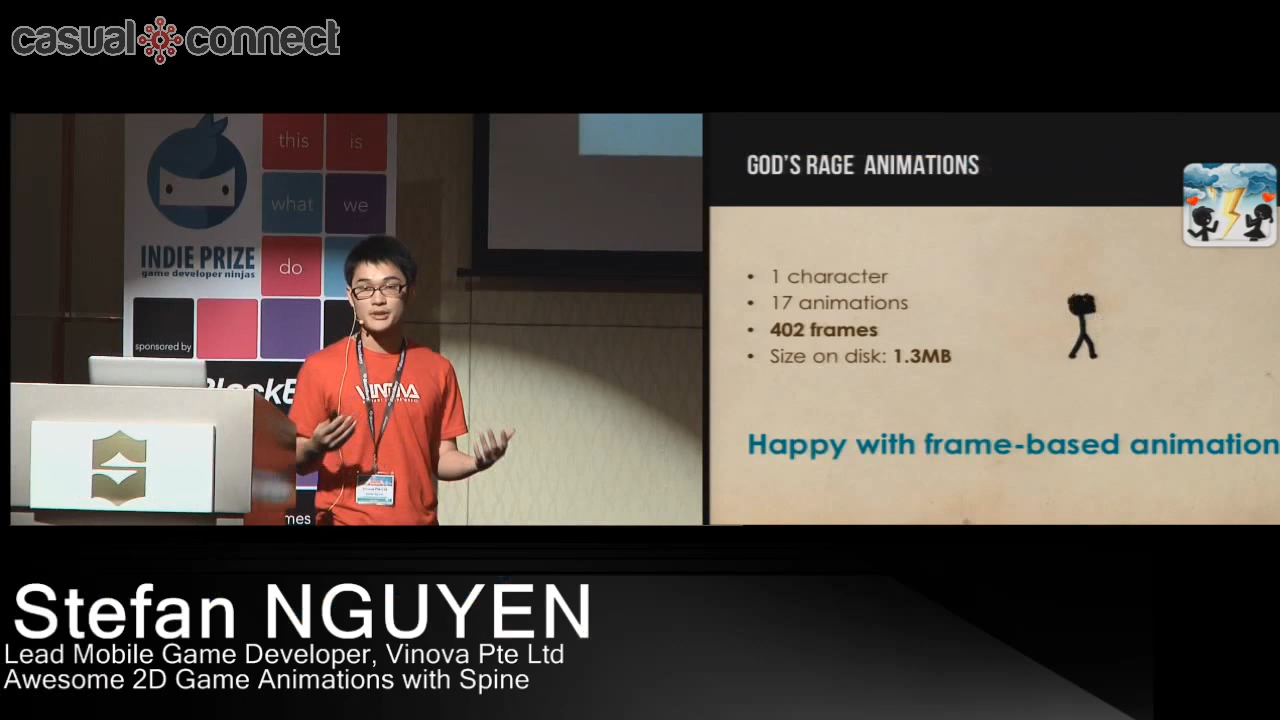 casual connect
this is
what we
do
INDIE PRIZE
game developer ninjas
sponsored by
VINOVA
GOD'S RAGE ANIMATIONS
• 1 character
• 17 animations
• 402 frames
• Size on disk: 1.3MB
Happy with frame-based animation
Stefan NGUYEN
Lead Mobile Game Developer, Vinova Pte Ltd
Awesome 2D Game Animations with Spine